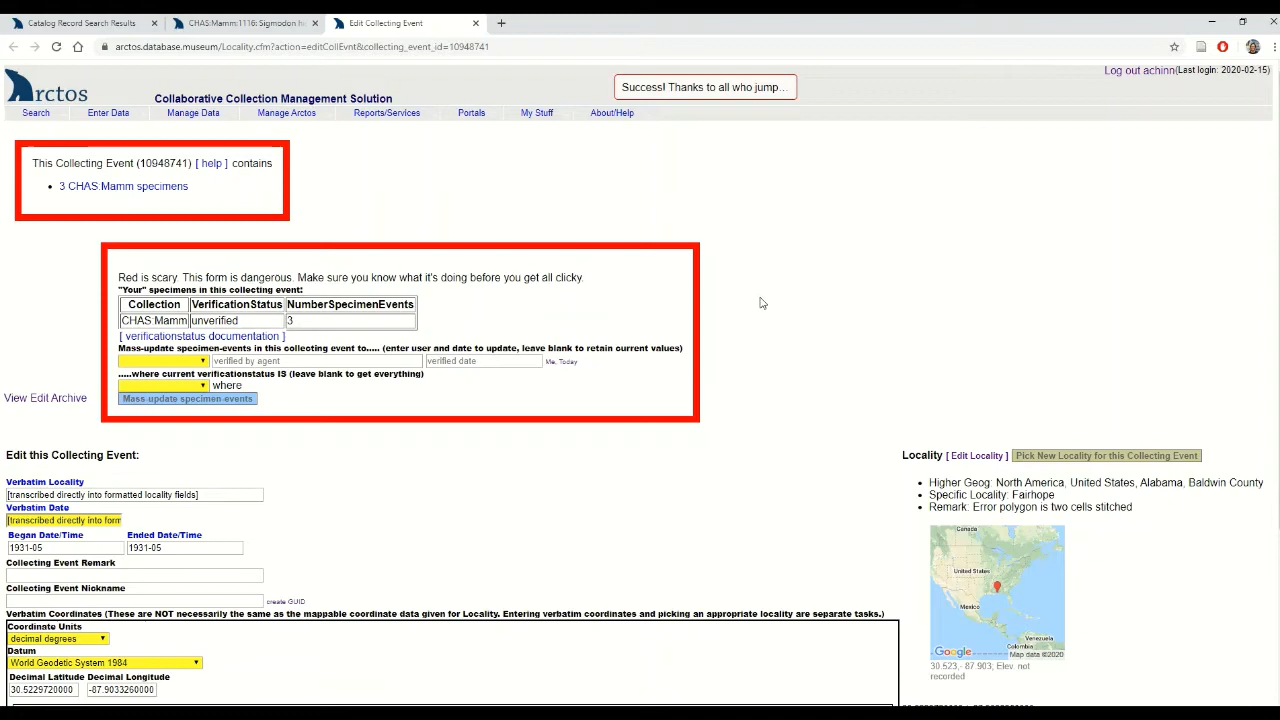 Catalog Record Search Results
CHAS:Mamm:1116: Sigmodon h
Edit Collecting Event
arctos.database.museum/Locality.cfm?action=editCollEvnt&collecting_event_id=10948741
Log out achinn(Last login: 2020-02-15)
Success! Thanks to all who jump…
Arctos
Collaborative Collection Management Solution
Search Enter Data Manage Data Manage Arctos Reports/Services Portals My Stuff About/Help
This Collecting Event (10948741) [ help ] contains
• 3 CHAS:Mamm specimens
Red is scary. This form is dangerous. Make sure you know what it's doing before you get all clicky.
"Your" specimens in this collecting event:
Collection VerificationStatus NumberSpecimenEvents
CHAS:Mamm unverified 3
[ verificationstatus documentation ]
Mass-update specimen-events in this collecting event to..... (enter user and date to update, leave blank to retain current values)
verified by agent verified date Me, Today
.....where current verificationstatus IS (leave blank to get everything)
where
Mass-update specimen-events
View Edit Archive
Edit this Collecting Event:
Locality [ Edit Locality ] Pick New Locality for this Collecting Event
Verbatim Locality
[transcribed directly into formatted locality fields]
Verbatim Date
[transcribed directly into form
Began Date/Time Ended Date/Time
1931-05 1931-05
Collecting Event Remark
Collecting Event Nickname
create GUID
Verbatim Coordinates (These are NOT necessarily the same as the mappable coordinate data given for Locality. Entering verbatim coordinates and picking an appropriate locality are separate tasks.)
Coordinate Units
decimal degrees
Datum
World Geodetic System 1984
Decimal Latitude Decimal Longitude
30.5229720000 -87.9033260000
• Higher Geog: North America, United States, Alabama, Baldwin County
• Specific Locality: Fairhope
• Remark: Error polygon is two cells stitched
Canada
United States
Mexico
Venezuela
Colombia
Google
Map data ©2020
30.523,-87.903; Elev. not
recorded